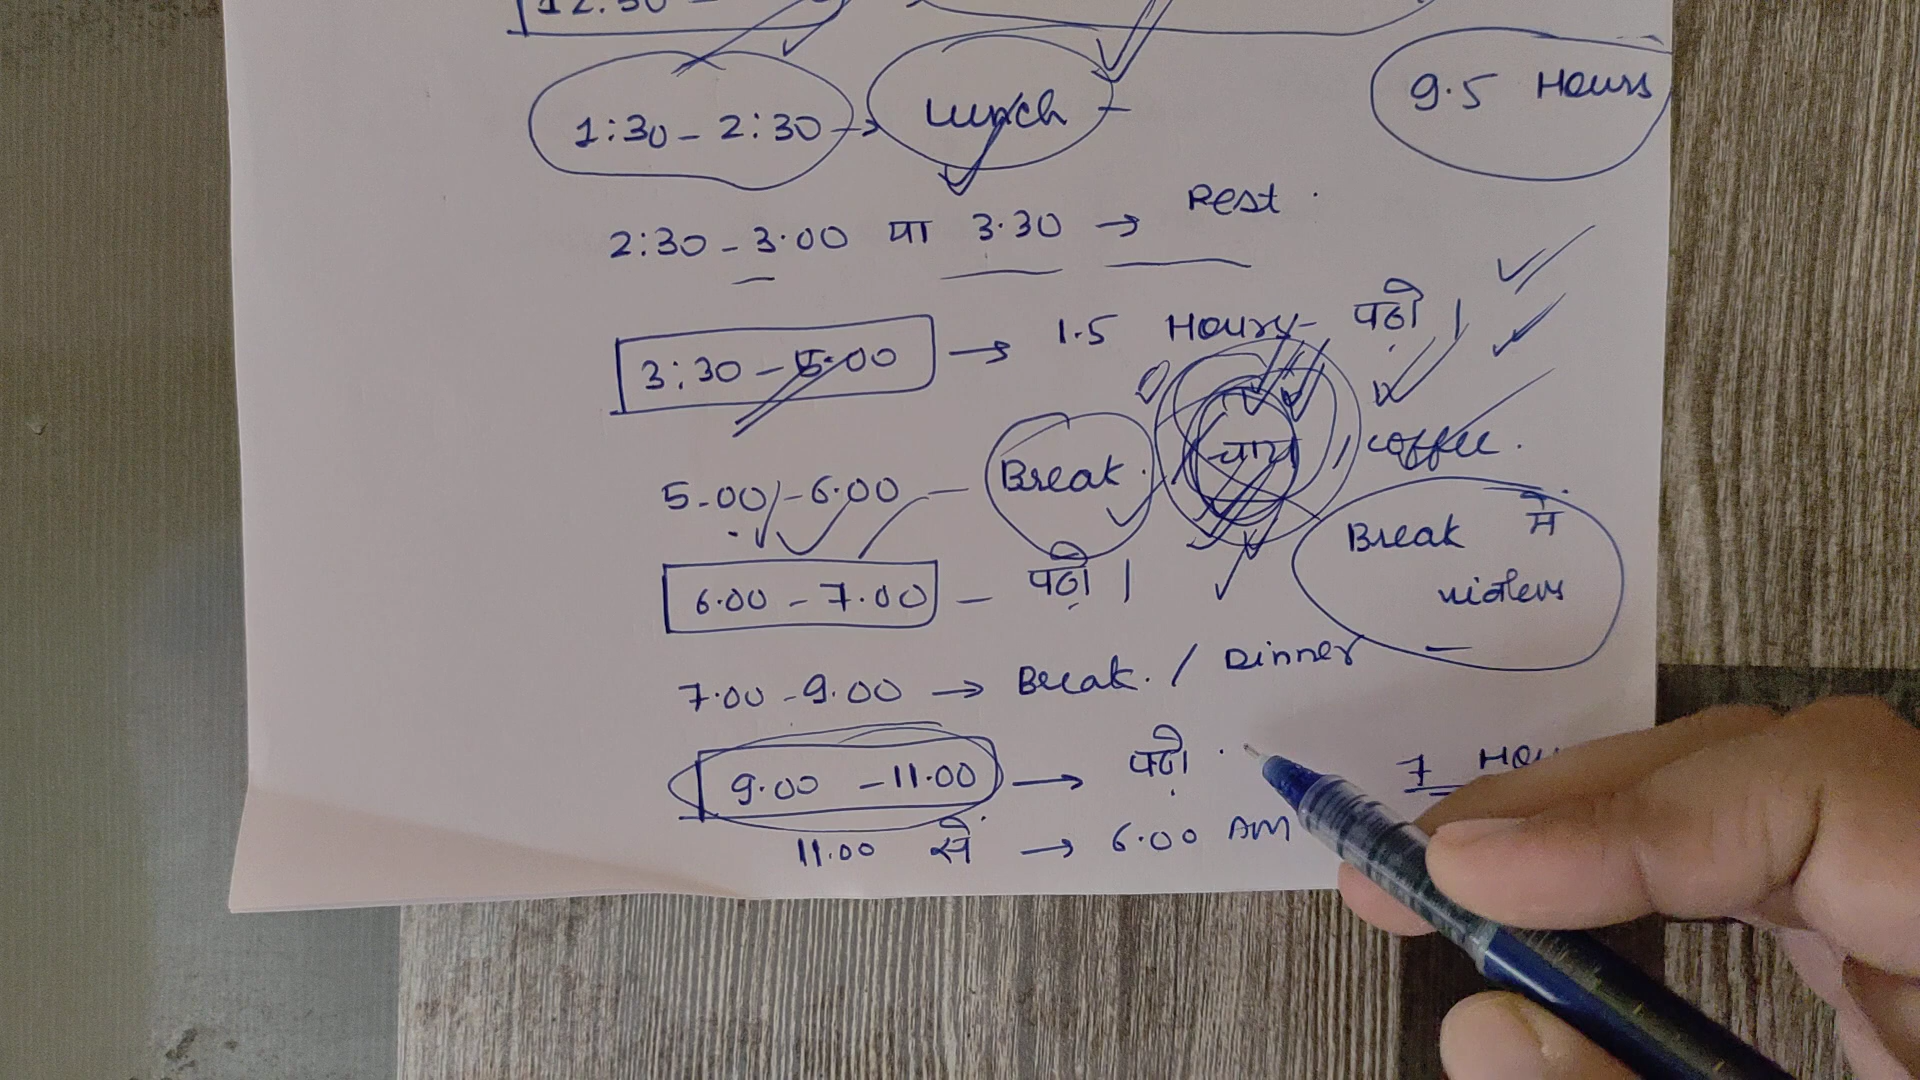 1:30 - 2:30 → Lunch -
9.5 Hours
2:30 - 3.00 या 3.30 → Rest .
3:30 - 5.00 → 1.5 Hours - पढो ।
5.00 - 6.00 - Break . चाय / coffee .
6.00 - 7.00 - पढो ।
Break मे
7.00 - 9.00 → Break . / Dinner
9.00 - 11.00 → पढो .
7
11.00 से → 6.00 AM